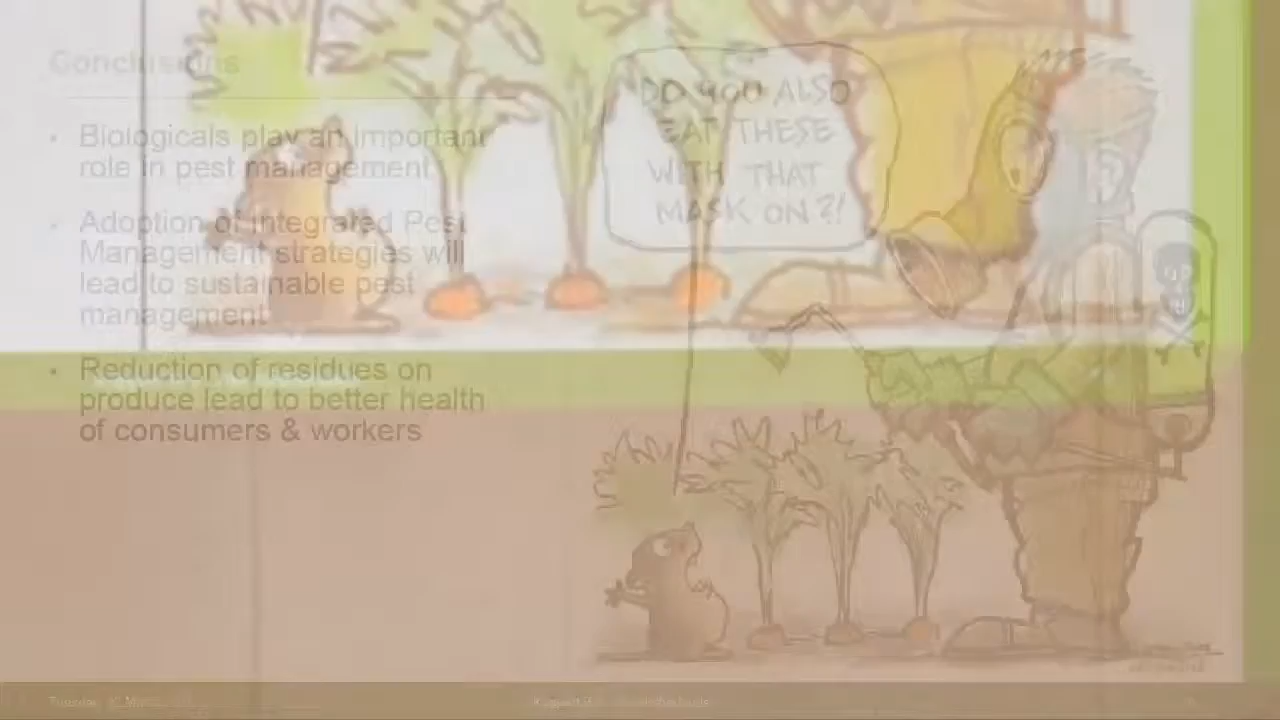 Conclusions
• Biologicals play an important
role in pest management
• Adoption of Integrated Pest
Management strategies will
lead to sustainable pest
management
• Reduction of residues on
produce lead to better health
of consumers & workers
DO YOU ALSO
EAT THESE
WITH THAT
MASK ON?!